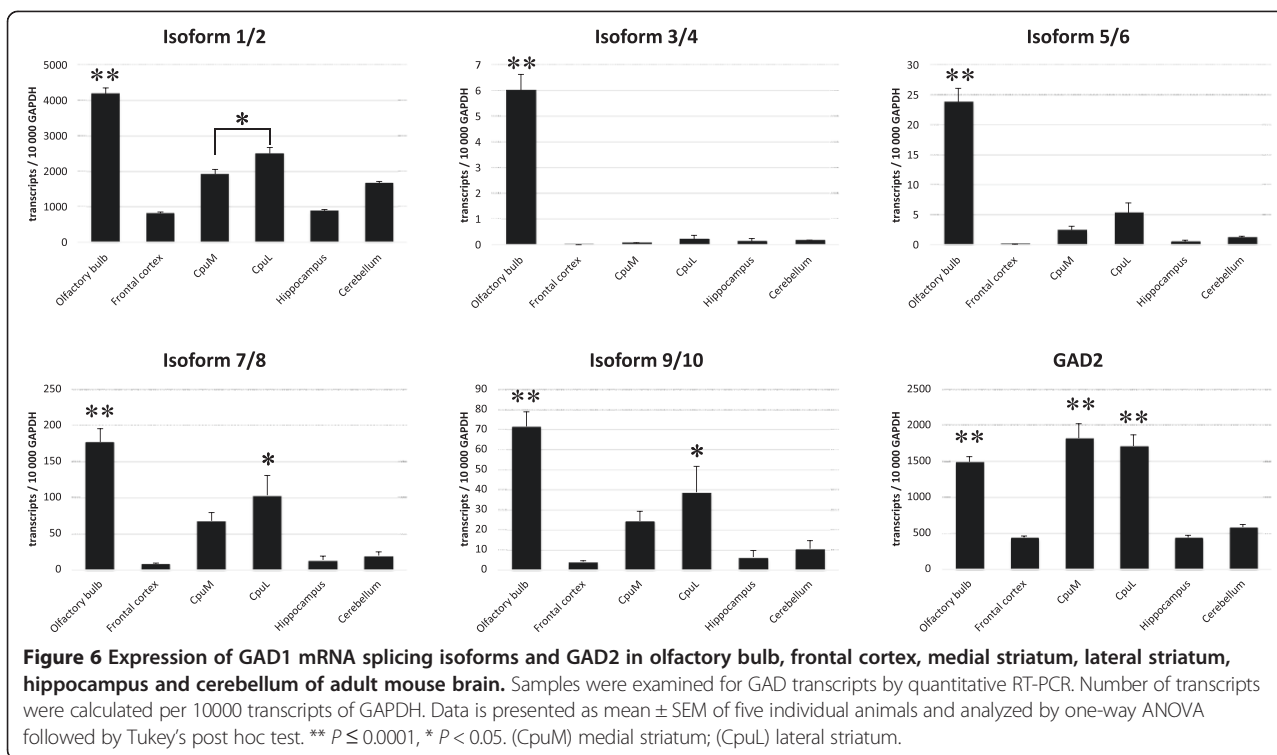 Isoform 1/2
5000
4000
3000
2000
1000
0
transcripts / 10 000 GAPDH
**
*
Olfactory bulb
Frontal cortex
CpuM
CpuL
Hippocampus
Cerebellum
Isoform 3/4
7
6
5
4
3
2
1
0
transcripts / 10 000 GAPDH
**
Olfactory bulb
Frontal cortex
CpuM
CpuL
Hippocampus
Cerebellum
Isoform 5/6
30
25
20
15
10
5
0
transcripts / 10 000 GAPDH
**
Olfactory bulb
Frontal cortex
CpuM
CpuL
Hippocampus
Cerebellum
Isoform 7/8
250
200
150
100
50
0
transcripts / 10 000 GAPDH
**
*
Olfactory bulb
Frontal cortex
CpuM
CpuL
Hippocampus
Cerebellum
Isoform 9/10
90
80
70
60
50
40
30
20
10
0
transcripts / 10 000 GAPDH
**
*
Olfactory bulb
Frontal cortex
CpuM
CpuL
Hippocampus
Cerebellum
GAD2
2500
2000
1500
1000
500
0
transcripts / 10 000 GAPDH
**
**
**
Olfactory bulb
Frontal cortex
CpuM
CpuL
Hippocampus
Cerebellum
Figure 6 Expression of GAD1 mRNA splicing isoforms and GAD2 in olfactory bulb, frontal cortex, medial striatum, lateral striatum,
hippocampus and cerebellum of adult mouse brain. Samples were examined for GAD transcripts by quantitative RT-PCR. Number of transcripts
were calculated per 10000 transcripts of GAPDH. Data is presented as mean ± SEM of five individual animals and analyzed by one-way ANOVA
followed by Tukey's post hoc test. ** P ≤ 0.0001, * P < 0.05. (CpuM) medial striatum; (CpuL) lateral striatum.